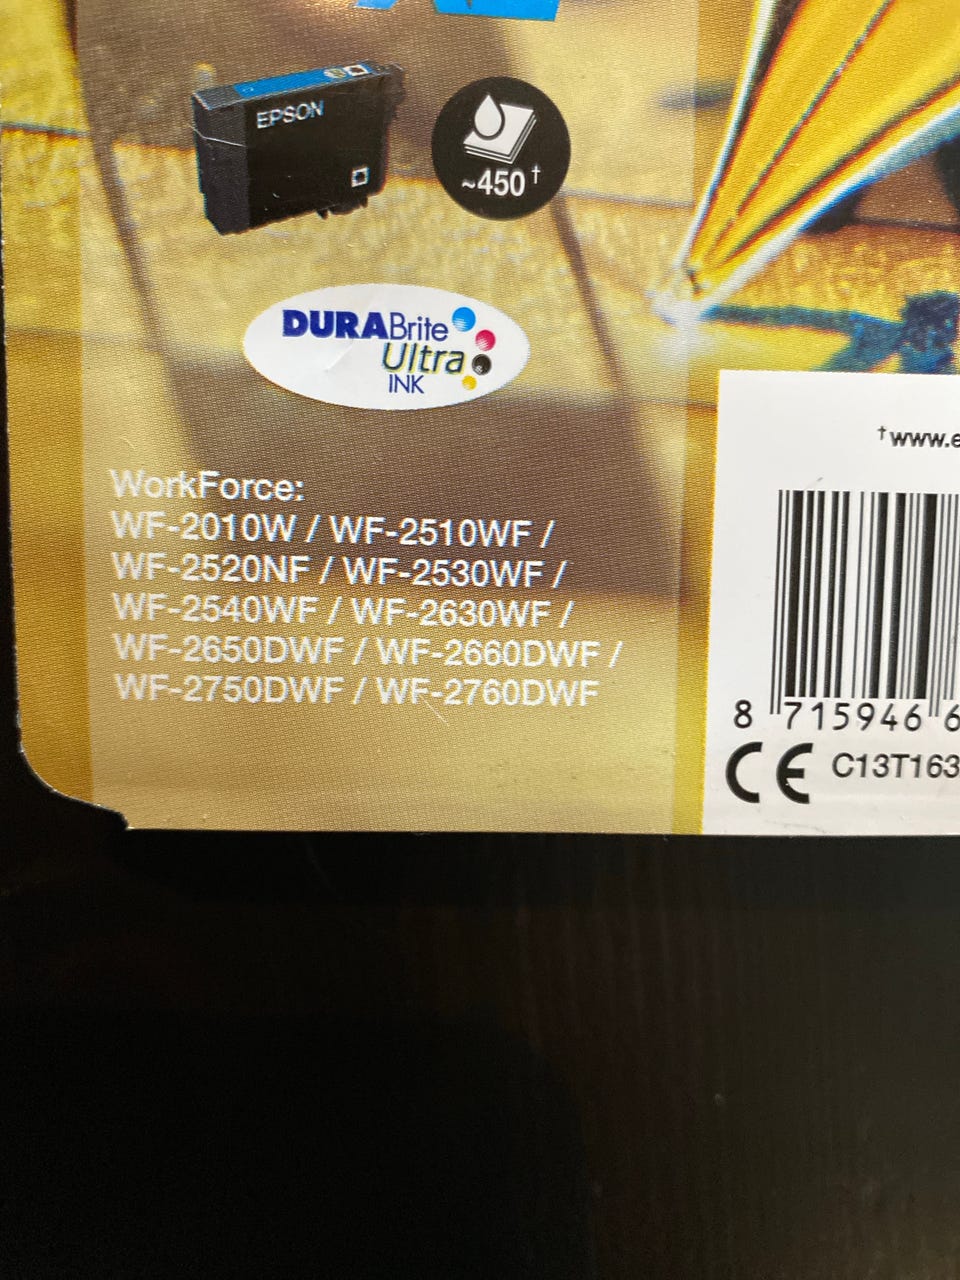 EPSON
~450†
DURABrite
Ultra
INK
WorkForce:
WF-2010W / WF-2510WF /
WF-2520NF / WF-2530WF /
WF-2540WF / WF-2630WF /
WF-2650DWF / WF-2660DWF /
WF-2750DWF / WF-2760DWF
†www.e
8 715946 6
CE C13T163